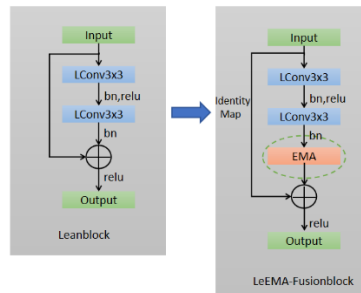 Input
LConv3x3
bn,relu
LConv3x3
bn
relu
Output
Leanblock
Input
LConv3x3
bn,relu
Identity
Map
LConv3x3
bn
EMA
relu
Output
LeEMA-Fusionblock